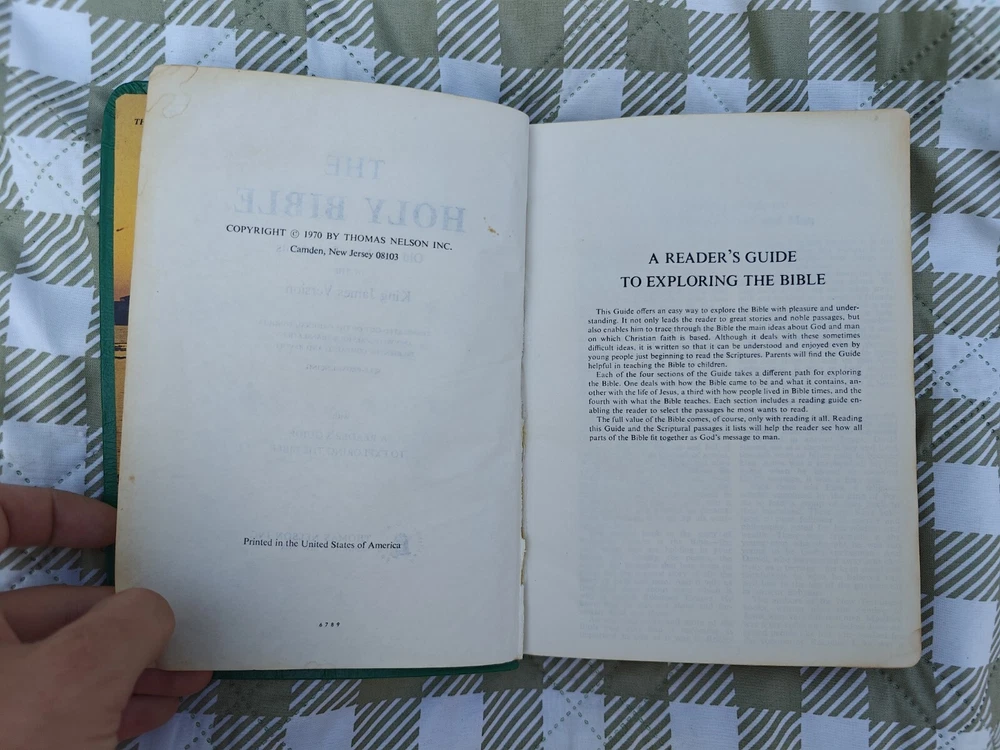 TH
COPYRIGHT © 1970 BY THOMAS NELSON INC.
Camden, New Jersey 08103
Printed in the United States of America
6 7 8 9
A READER'S GUIDE
TO EXPLORING THE BIBLE
This Guide offers an easy way to explore the Bible with pleasure and under-
standing. It not only leads the reader to great stories and noble passages, but
also enables him to trace through the Bible the main ideas about God and man
on which Christian faith is based. Although it deals with these sometimes
difficult ideas, it is written so that it can be understood and enjoyed even by
young people just beginning to read the Scriptures. Parents will find the Guide
helpful in teaching the Bible to children.
Each of the four sections of the Guide takes a different path for exploring
the Bible. One deals with how the Bible came to be and what it contains, an-
other with the life of Jesus, a third with how people lived in Bible times, and the
fourth with what the Bible teaches. Each section includes a reading guide en-
abling the reader to select the passages he most wants to read.
The full value of the Bible comes, of course, only with reading it all. Reading
this Guide and the Scriptural passages it lists will help the reader see how all
parts of the Bible fit together as God's message to man.
THE
HOLY BIBLE
King James Version